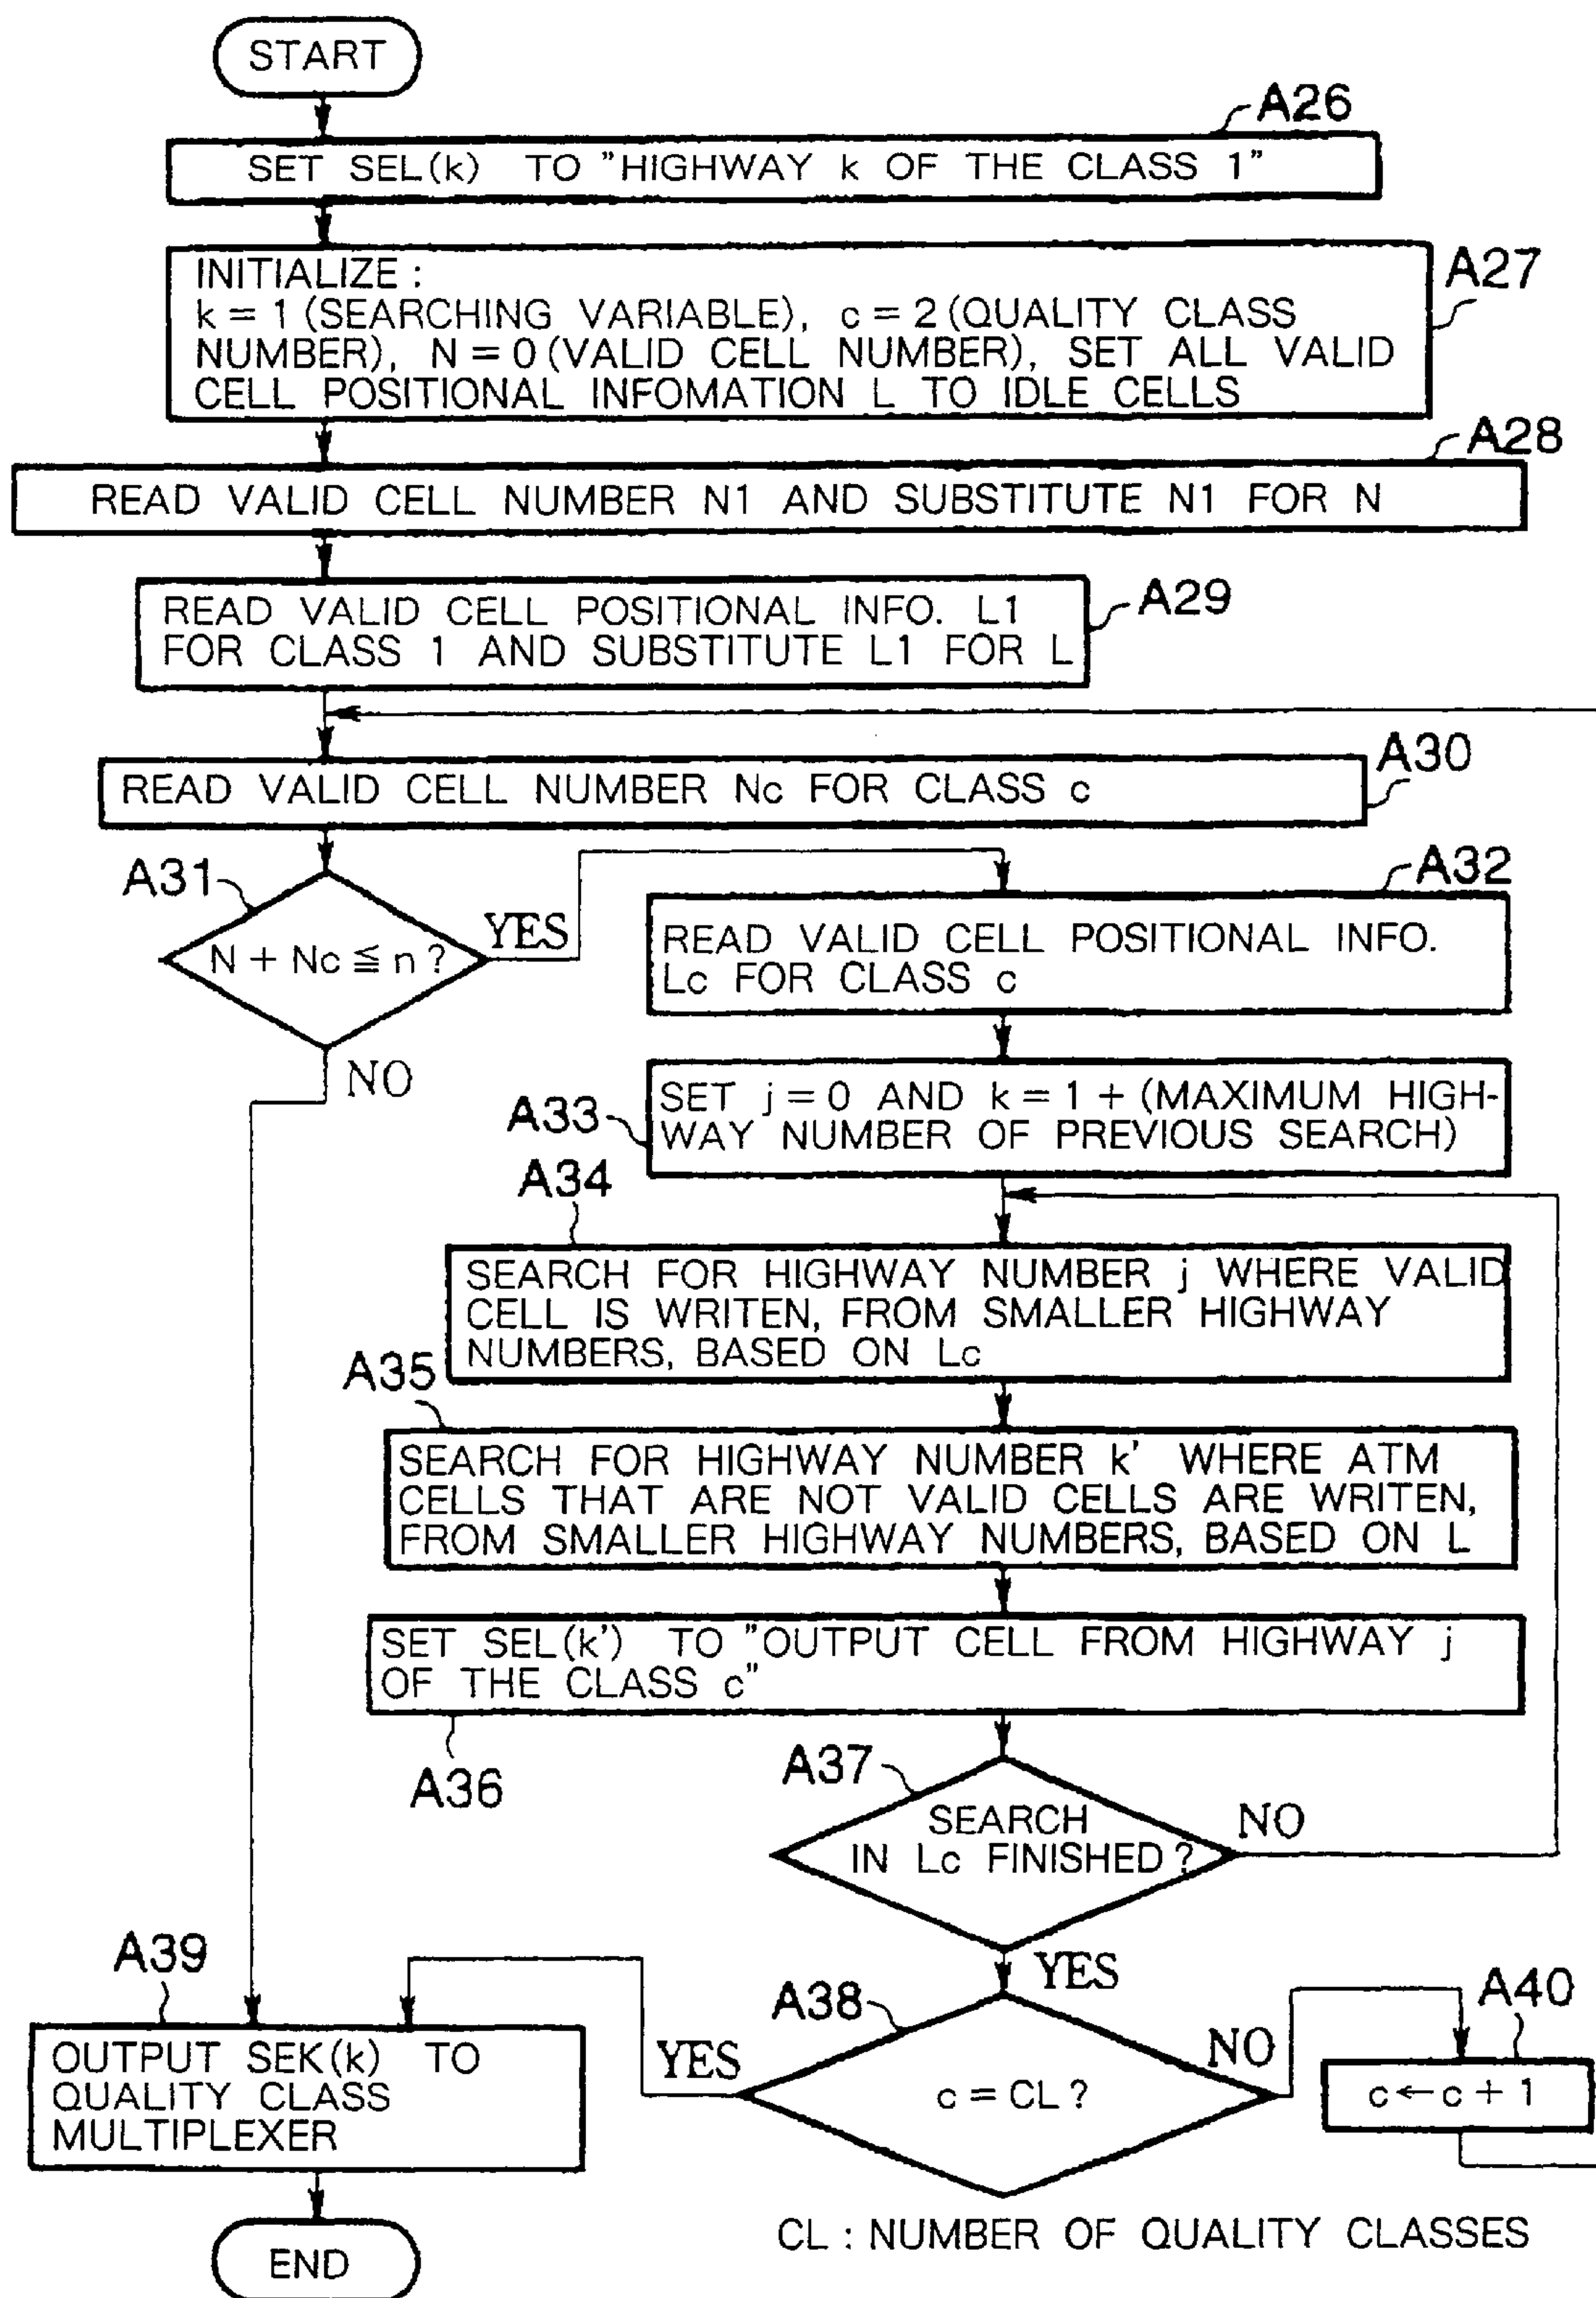 START
A26
SET SEL(k) TO "HIGHWAY k OF THE CLASS 1"
A27
INITIALIZE :
k = 1 (SEARCHING VARIABLE), c = 2 (QUALITY CLASS
NUMBER), N = 0 (VALID CELL NUMBER), SET ALL VALID
CELL POSITIONAL INFOMATION L TO IDLE CELLS
A28
READ VALID CELL NUMBER N1 AND SUBSTITUTE N1 FOR N
A29
READ VALID CELL POSITIONAL INFO. L1
FOR CLASS 1 AND SUBSTITUTE L1 FOR L
A30
READ VALID CELL NUMBER Nc FOR CLASS c
A31
N + Nc ≦ n ?
YES
NO
A32
READ VALID CELL POSITIONAL INFO.
Lc FOR CLASS c
A33
SET j = 0 AND k = 1 + (MAXIMUM HIGH-
WAY NUMBER OF PREVIOUS SEARCH)
A34
SEARCH FOR HIGHWAY NUMBER j WHERE VALID
CELL IS WRITEN, FROM SMALLER HIGHWAY
NUMBERS, BASED ON Lc
A35
SEARCH FOR HIGHWAY NUMBER k' WHERE ATM
CELLS THAT ARE NOT VALID CELLS ARE WRITEN,
FROM SMALLER HIGHWAY NUMBERS, BASED ON L
SET SEL(k') TO "OUTPUT CELL FROM HIGHWAY j
OF THE CLASS c"
A36
A37
SEARCH
IN Lc FINISHED ?
NO
YES
A38
c = CL ?
YES
NO
A40
c ← c + 1
A39
OUTPUT SEK(k) TO
QUALITY CLASS
MULTIPLEXER
END
CL : NUMBER OF QUALITY CLASSES